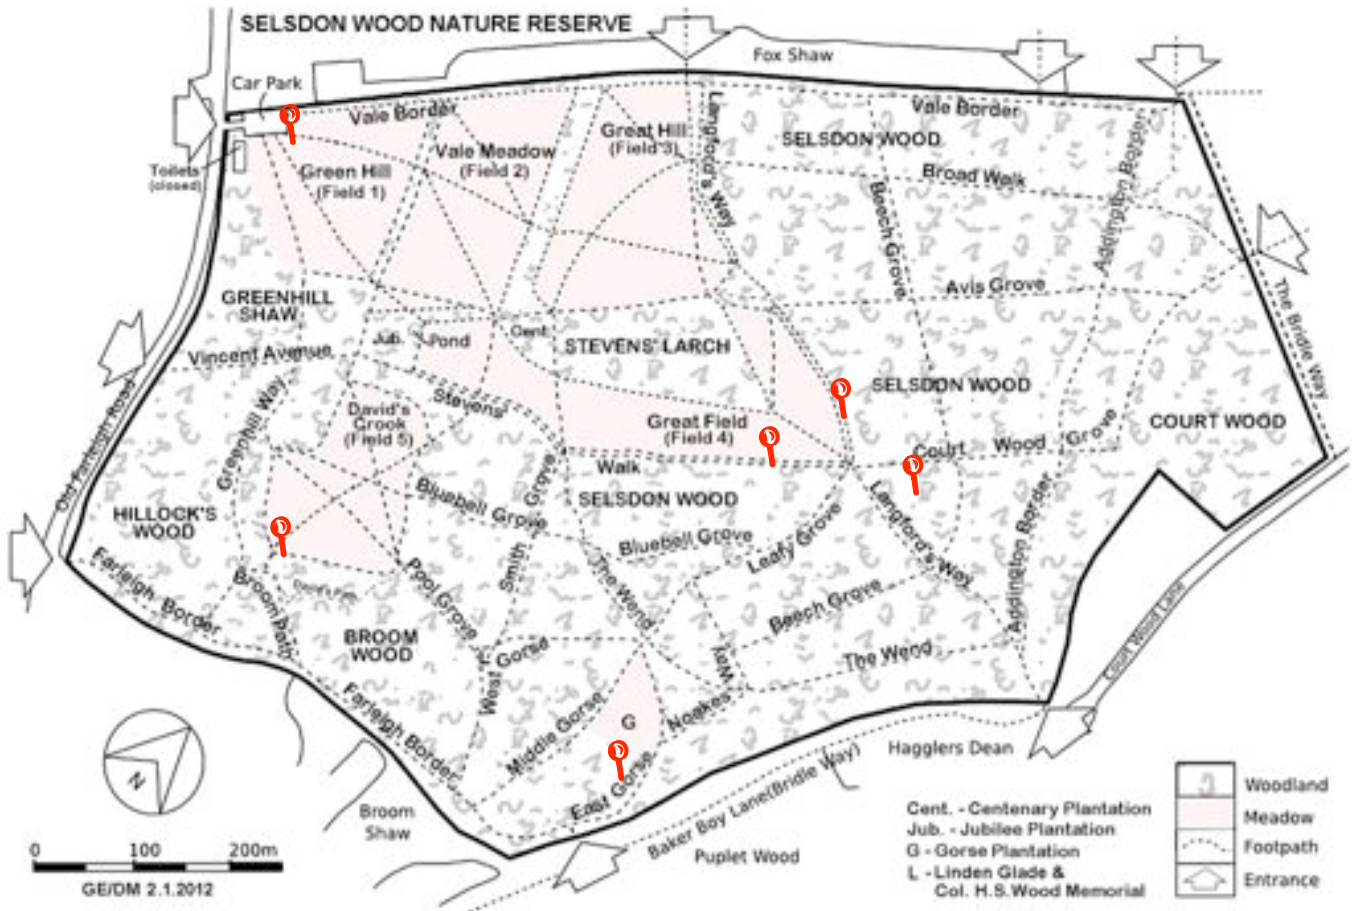 SELSDON WOOD NATURE RESERVE
Fox Shaw
Car Park
Vale Border
Vale Border
Toilets
(closed)
Green Hill
(Field 1)
Vale Meadow
(Field 2)
Great Hill
(Field 3)
Langford's Way
SELSDON WOOD
Broad Walk
Beech Grove
Addington Border
Avis Grove
The Bridle Way
GREENHILL
SHAW
Vincent Avenue
Jub.
Pond
Cent.
STEVENS' LARCH
SELSDON WOOD
COURT WOOD
Old Farleigh Road
Greenhill Way
David's
Crook
(Field 5)
Stevens'
Great Field
(Field 4)
Walk
Court Wood Grove
SELSDON WOOD
HILLOCK'S
WOOD
Bluebell Grove
Smith Grove
Bluebell Grove
Leafy Grove
Langford's Way
Addington Border
Farleigh Border
Broom Path
Pool Grove
The Wend
Beech Grove
BROOM
WOOD
West Gorse
Noakes Way
The Wend
Court Wood Lane
Farleigh Border
Middle Gorse
G
East Gorse
Hagglers Dean
Baker Boy Lane(Bridle Way)
Broom
Shaw
Puplet Wood
N
0 100 200m
GE/DM 2.1.2012
Cent. - Centenary Plantation
Jub. - Jubilee Plantation
G - Gorse Plantation
L - Linden Glade &
Col. H.S.Wood Memorial
Woodland
Meadow
Footpath
Entrance